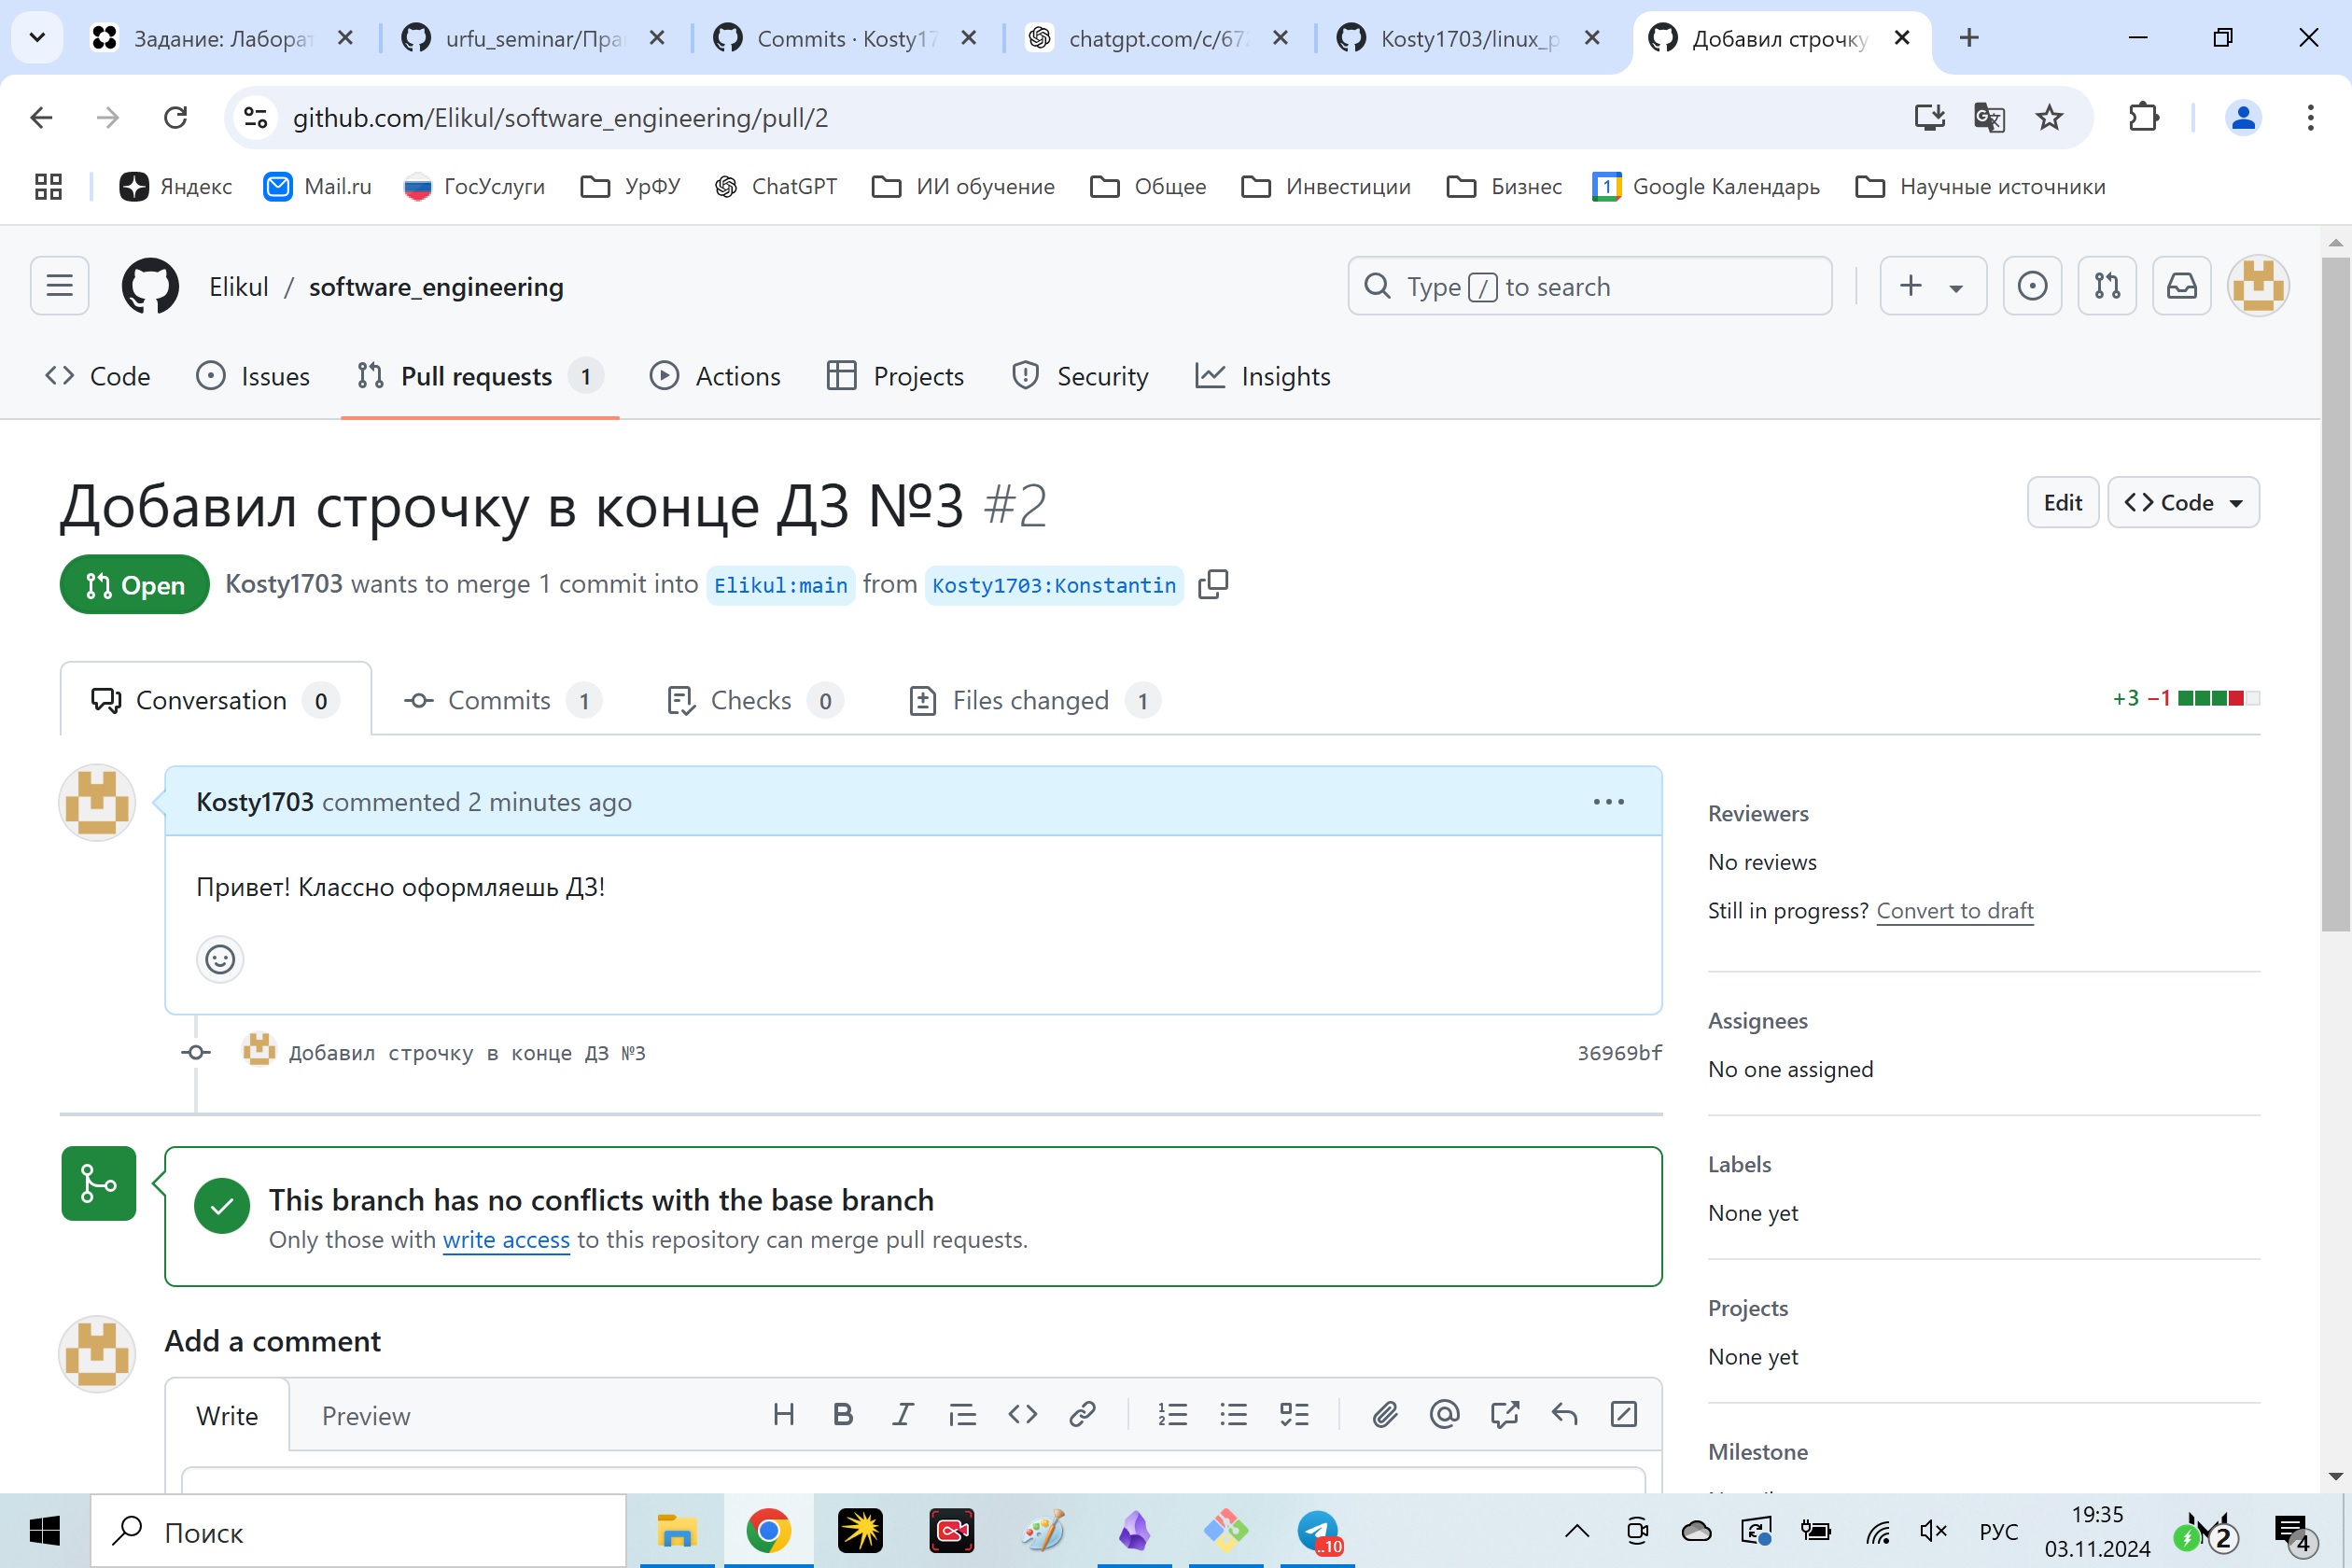 Задание: Лаборат
urfu_seminar/Пра
Commits · Kosty17
chatgpt.com/c/67
Kosty1703/linux_p
Добавил строчку
github.com/Elikul/software_engineering/pull/2
Яндекс
Mail.ru
ГосУслуги
УрФУ
ChatGPT
ИИ обучение
Общее
Инвестиции
Бизнес
1
Google Календарь
Научные источники
Elikul / software_engineering
Type / to search
Code
Issues
Pull requests 1
Actions
Projects
Security
Insights
Добавил строчку в конце ДЗ №3 #2
Edit
Code
Open
Kosty1703 wants to merge 1 commit into Elikul:main from Kosty1703:Konstantin
Conversation 0
Commits 1
Checks 0
Files changed 1
+3 −1
Kosty1703 commented 2 minutes ago
Привет! Классно оформляешь ДЗ!
Добавил строчку в конце ДЗ №3
36969bf
This branch has no conflicts with the base branch
Only those with write access to this repository can merge pull requests.
Add a comment
Write
Preview
Reviewers
No reviews
Still in progress? Convert to draft
Assignees
No one assigned
Labels
None yet
Projects
None yet
Milestone
Поиск
..10
РУС
19:35
03.11.2024
2
4